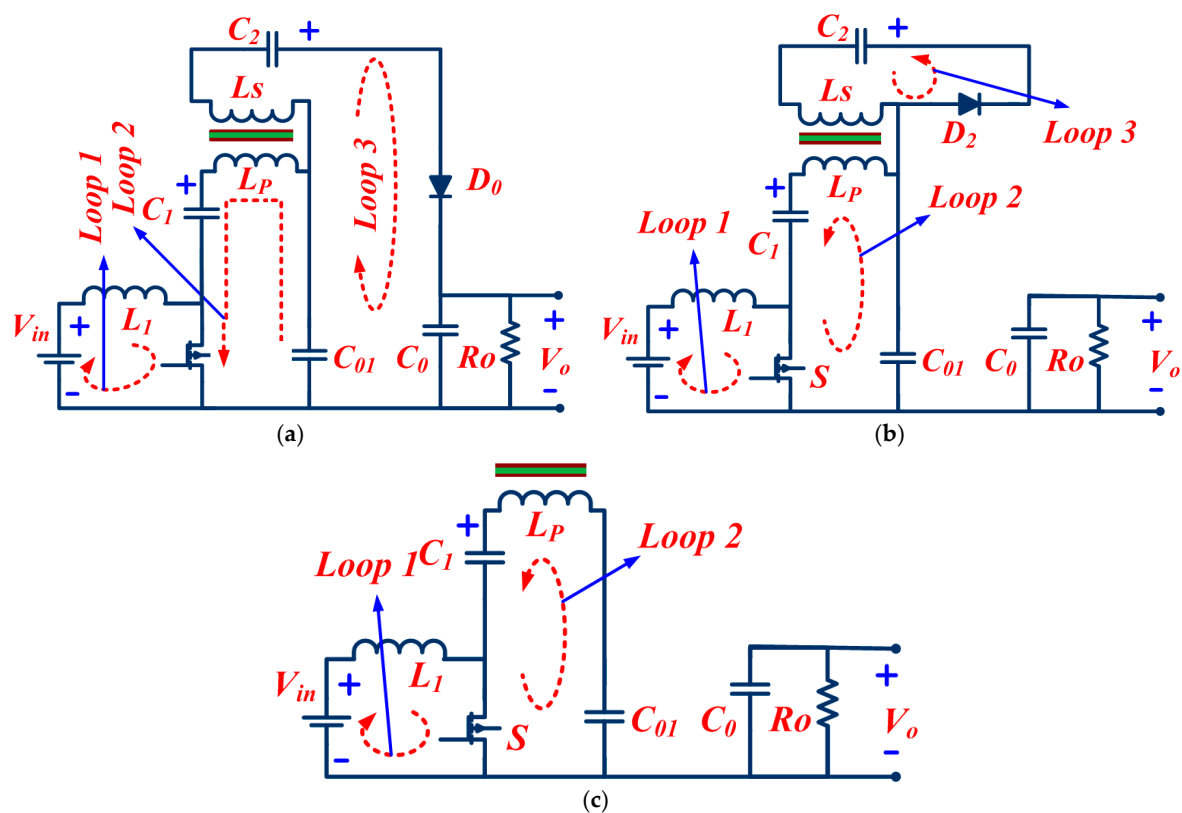 C2 +
Ls
Loop 1
Loop 2
Loop 3
+
LP
C1
D0
L1
Vin
+
-
C01
C0
Ro
+
Vo
-
(a)
C2 +
Ls
D2
Loop 3
+
LP
C1
Loop 2
Loop 1
L1
Vin
+
-
S
C01
C0
Ro
+
Vo
-
(b)
LP
+
C1
Loop 2
Loop 1
L1
Vin
+
-
S
C01
C0
Ro
+
Vo
-
(c)